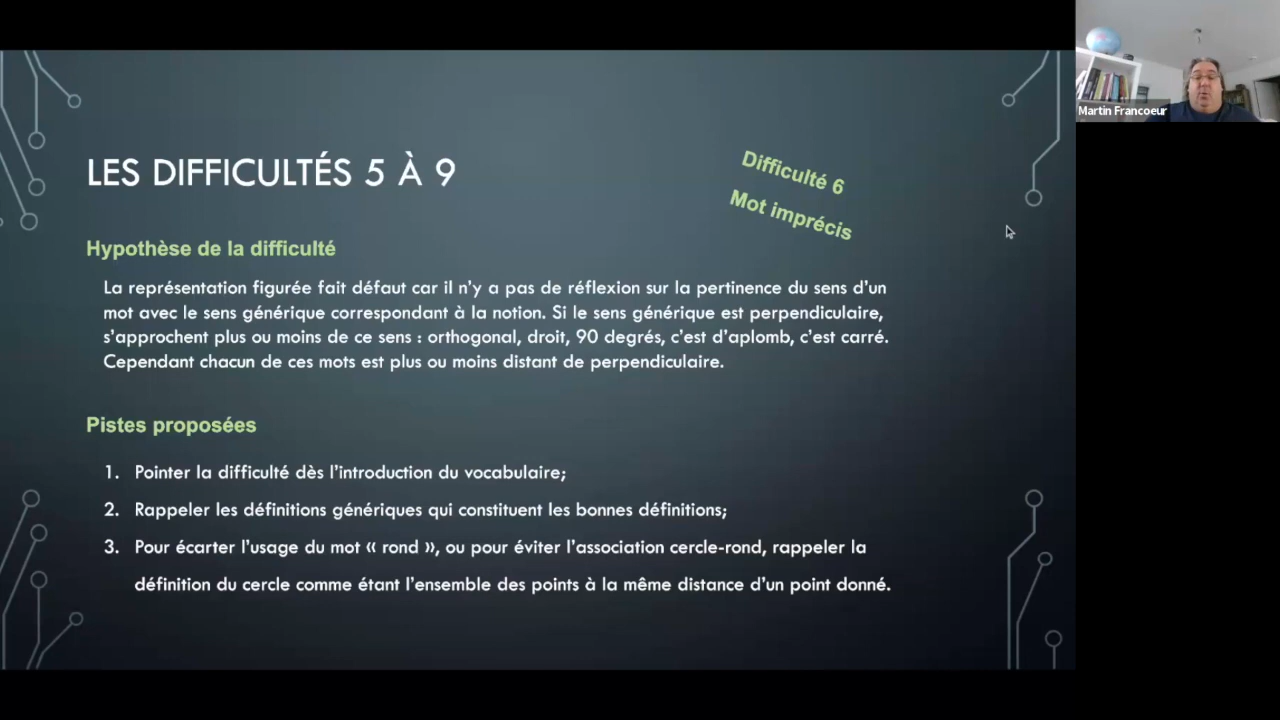 LES DIFFICULTÉS 5 À 9
Difficulté 6
Mot imprécis
Hypothèse de la difficulté
La représentation figurée fait défaut car il n'y a pas de réflexion sur la pertinence du sens d'un
mot avec le sens générique correspondant à la notion. Si le sens générique est perpendiculaire,
s'approchent plus ou moins de ce sens : orthogonal, droit, 90 degrés, c'est d'aplomb, c'est carré.
Cependant chacun de ces mots est plus ou moins distant de perpendiculaire.
Pistes proposées
1. Pointer la difficulté dès l'introduction du vocabulaire;
2. Rappeler les définitions génériques qui constituent les bonnes définitions;
3. Pour écarter l'usage du mot « rond », ou pour éviter l'association cercle-rond, rappeler la
définition du cercle comme étant l'ensemble des points à la même distance d'un point donné.
Martin Francoeur